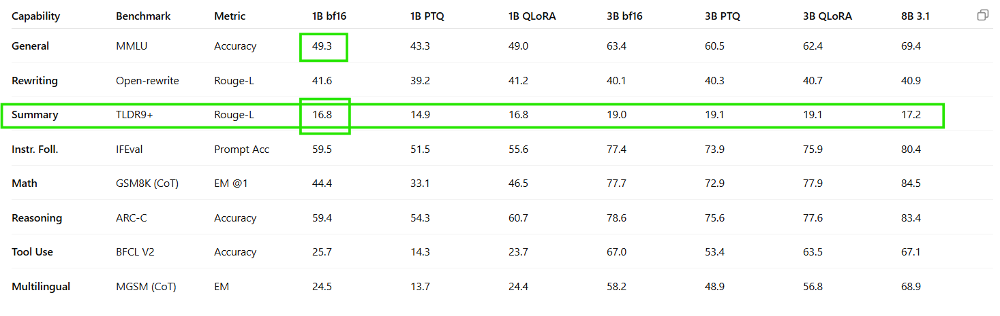 Capability Benchmark Metric 1B bf16 1B PTQ 1B QLoRA 3B bf16 3B PTQ 3B QLoRA 8B 3.1
General MMLU Accuracy 49.3 43.3 49.0 63.4 60.5 62.4 69.4
Rewriting Open-rewrite Rouge-L 41.6 39.2 41.2 40.1 40.3 40.7 40.9
Summary TLDR9+ Rouge-L 16.8 14.9 16.8 19.0 19.1 19.1 17.2
Instr. Foll. IFEval Prompt Acc 59.5 51.5 55.6 77.4 73.9 75.9 80.4
Math GSM8K (CoT) EM @1 44.4 33.1 46.5 77.7 72.9 77.9 84.5
Reasoning ARC-C Accuracy 59.4 54.3 60.7 78.6 75.6 77.6 83.4
Tool Use BFCL V2 Accuracy 25.7 14.3 23.7 67.0 53.4 63.5 67.1
Multilingual MGSM (CoT) EM 24.5 13.7 24.4 58.2 48.9 56.8 68.9